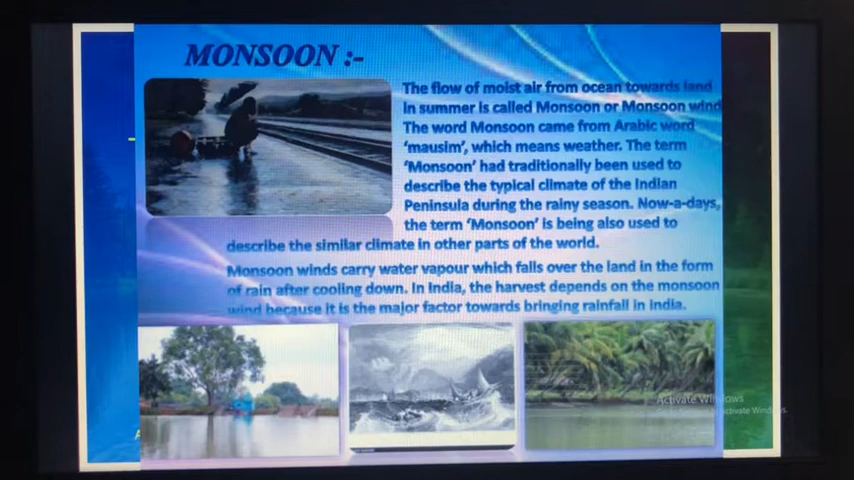 MONSOON :-
The flow of moist air from ocean towards land
in summer is called Monsoon or Monsoon wind
The word Monsoon came from Arabic word
‘mausim’, which means weather. The term
‘Monsoon’ had traditionally been used to
describe the typical climate of the Indian
Peninsula during the rainy season. Now-a-days,
the term ‘Monsoon’ is being also used to
describe the similar climate in other parts of the world.
Monsoon winds carry water vapour which falls over the land in the form
of rain after cooling down. In India, the harvest depends on the monsoon
wind because it is the major factor towards bringing rainfall in India.
Activate Windows
Activate Windows.